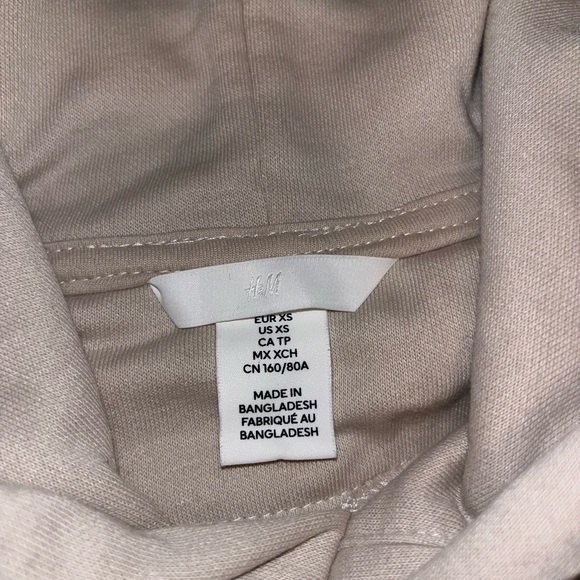 H&M
EUR XS
US XS
CA TP
MX XCH
CN 160/80A
MADE IN
BANGLADESH
FABRIQUÉ AU
BANGLADESH